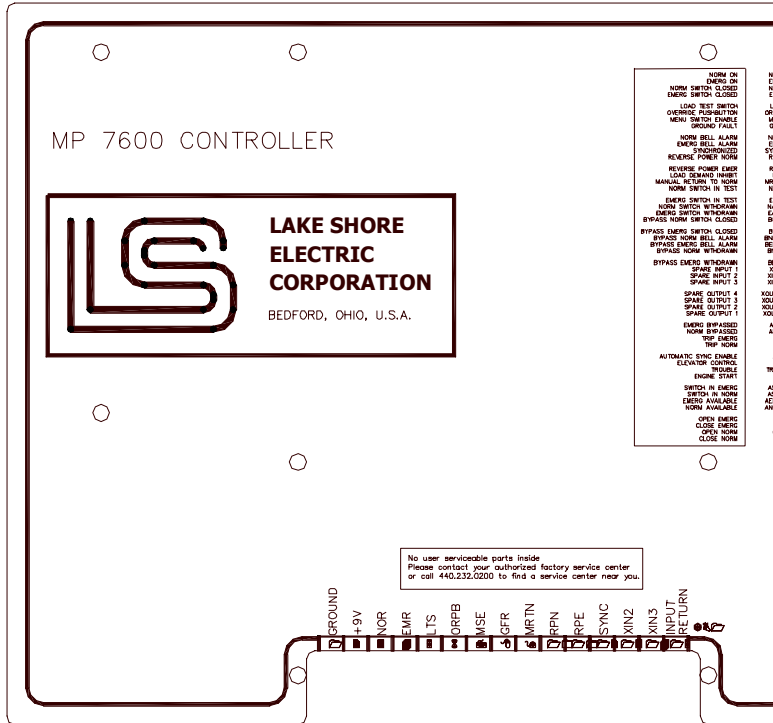 MP 7600 CONTROLLER
LS
LAKE SHORE
ELECTRIC
CORPORATION
BEDFORD, OHIO, U.S.A.
NORM ON
EMERG ON
NORM SWITCH CLOSED
EMERG SWITCH CLOSED
LOAD TEST SWITCH
OVERRIDE PUSHBUTTON
MENU SWITCH ENABLE
GROUND FAULT
NORM BELL ALARM
EMERG BELL ALARM
SYNCHRONIZED
REVERSE POWER NORM
REVERSE POWER EMER
LOAD DEMAND INHIBIT
MANUAL RETURN TO NORM
NORM SWITCH IN TEST
EMERG SWITCH IN TEST
NORM SWITCH WITHDRAWN
EMERG SWITCH WITHDRAWN
BYPASS NORM SWITCH CLOSED
BYPASS EMERG SWITCH CLOSED
BYPASS NORM BELL ALARM
BYPASS EMERG BELL ALARM
BYPASS NORM WITHDRAWN
BYPASS EMERG WITHDRAWN
SPARE INPUT 1
SPARE INPUT 2
SPARE INPUT 3
SPARE OUTPUT 4
SPARE OUTPUT 3
SPARE OUTPUT 2
SPARE OUTPUT 1
EMERG BYPASSED
NORM BYPASSED
TRIP EMERG
TRIP NORM
AUTOMATIC SYNC ENABLE
ELEVATOR CONTROL
TROUBLE
ENGINE START
SWITCH IN EMERG
SWITCH IN NORM
EMERG AVAILABLE
NORM AVAILABLE
OPEN EMERG
CLOSE EMERG
OPEN NORM
CLOSE NORM
No user serviceable parts inside
Please contact your authorized factory service center
or call 440.232.0200 to find a service center near you.
GROUND
+9V
NOR
EMR
LTS
ORPB
MSE
GFR
MRTN
RPN
RPE
SYNC
XIN2
XIN3
INPUT
RETURN